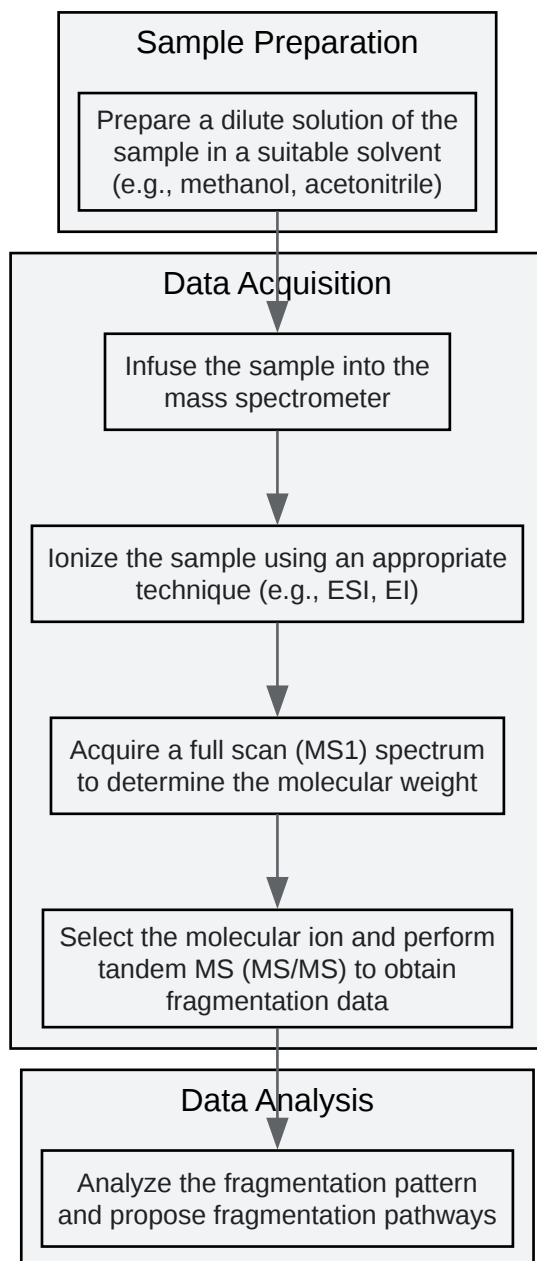 Sample Preparation
Prepare a dilute solution of the
sample in a suitable solvent
(e.g., methanol, acetonitrile)
Data Acquisition
Infuse the sample into the
mass spectrometer
Ionize the sample using an appropriate
technique (e.g., ESI, EI)
Acquire a full scan (MS1) spectrum
to determine the molecular weight
Select the molecular ion and perform
tandem MS (MS/MS) to obtain
fragmentation data
Data Analysis
Analyze the fragmentation pattern
and propose fragmentation pathways